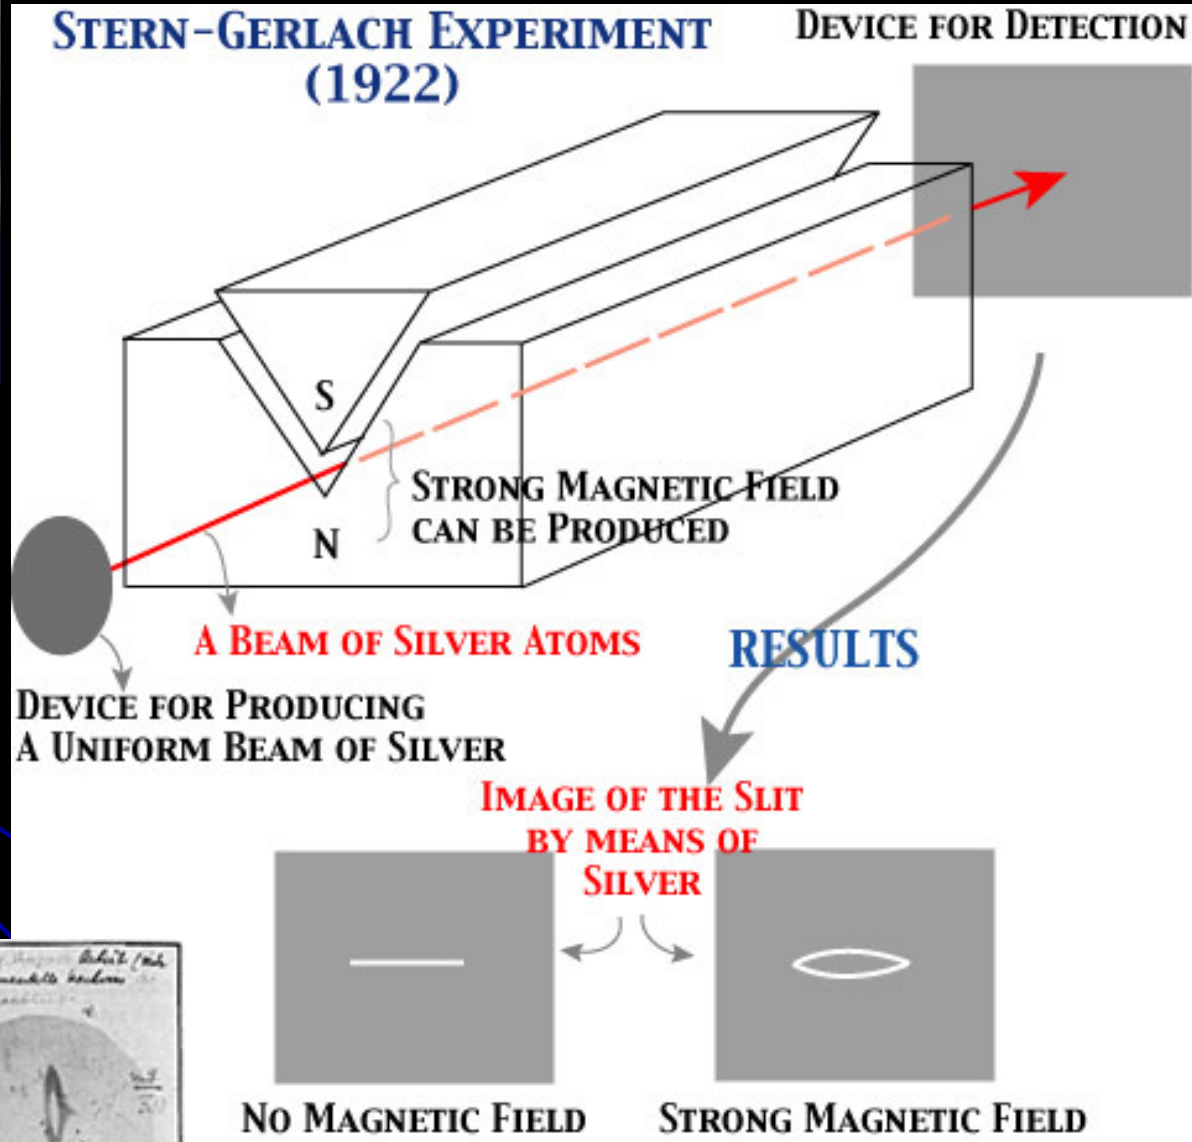 STERN-GERLACH EXPERIMENT
(1922)
DEVICE FOR DETECTION
S
N
STRONG MAGNETIC FIELD
CAN BE PRODUCED
A BEAM OF SILVER ATOMS
DEVICE FOR PRODUCING
A UNIFORM BEAM OF SILVER
RESULTS
IMAGE OF THE SLIT
BY MEANS OF
SILVER
NO MAGNETIC FIELD
STRONG MAGNETIC FIELD